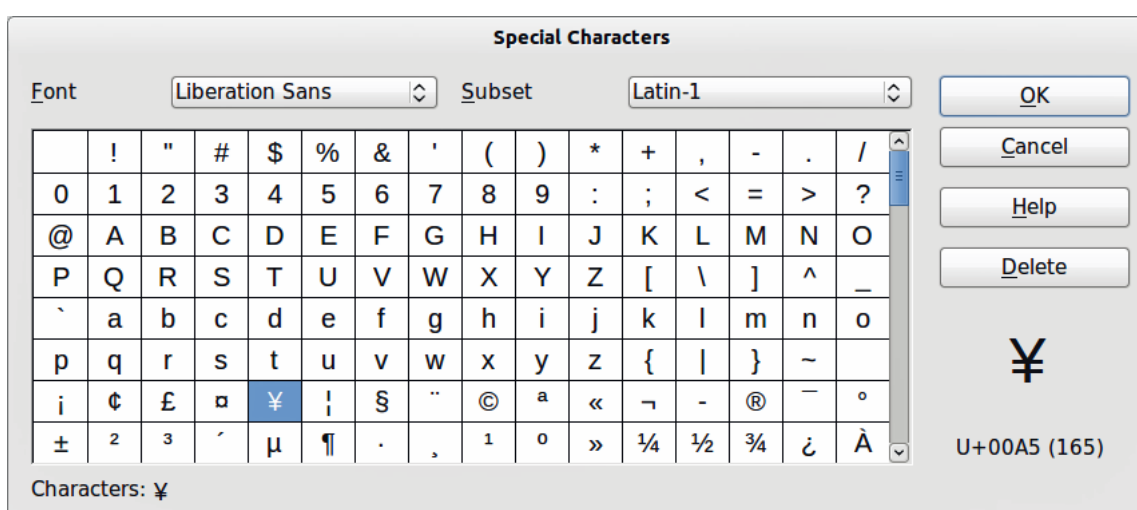 Special Characters
Font Liberation Sans Subset Latin-1 OK
! " # $ % & ' ( ) * + , - . / Cancel
0 1 2 3 4 5 6 7 8 9 : ; < = > ? Help
@ A B C D E F G H I J K L M N O
P Q R S T U V W X Y Z [ \ ] ^ _ Delete
` a b c d e f g h i j k l m n o
p q r s t u v w x y z { | } ~ ¥
¡ ¢ £ ¤ ¥ ¦ § ¨ © ª « ¬ - ® ¯ °
± ² ³ ´ µ ¶ · ¸ ¹ º » ¼ ½ ¾ ¿ À U+00A5 (165)
Characters: ¥